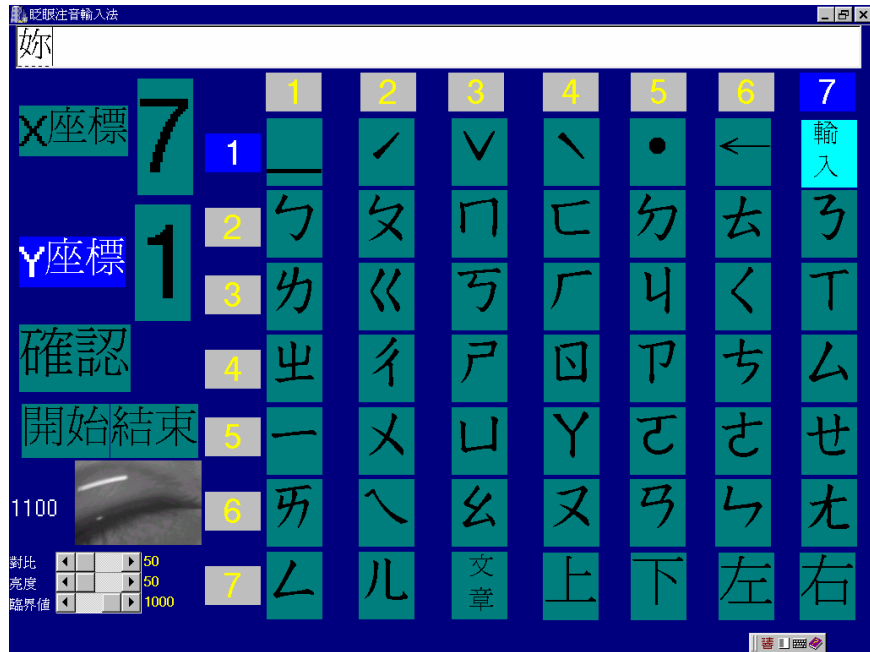 眨眼注音輸入法
妳
X座標 7
1 2 3 4 5 6 7
1 ˍ ˊ ˇ ˋ • ← 輸入
Y座標 1
2 ㄅ ㄆ ㄇ ㄈ ㄉ ㄊ ㄋ
3 ㄌ ㄍ ㄎ ㄏ ㄐ ㄑ ㄒ
確認
4 ㄓ ㄔ ㄕ ㄖ ㄗ ㄘ ㄙ
開始 結束
5 ㄧ ㄨ ㄩ ㄚ ㄛ ㄜ ㄝ
1100
6 ㄞ ㄟ ㄠ ㄡ ㄢ ㄣ ㄤ
對比 50
亮度 50
臨界值 1000
7 ㄥ ㄦ 文章 上 下 左 右